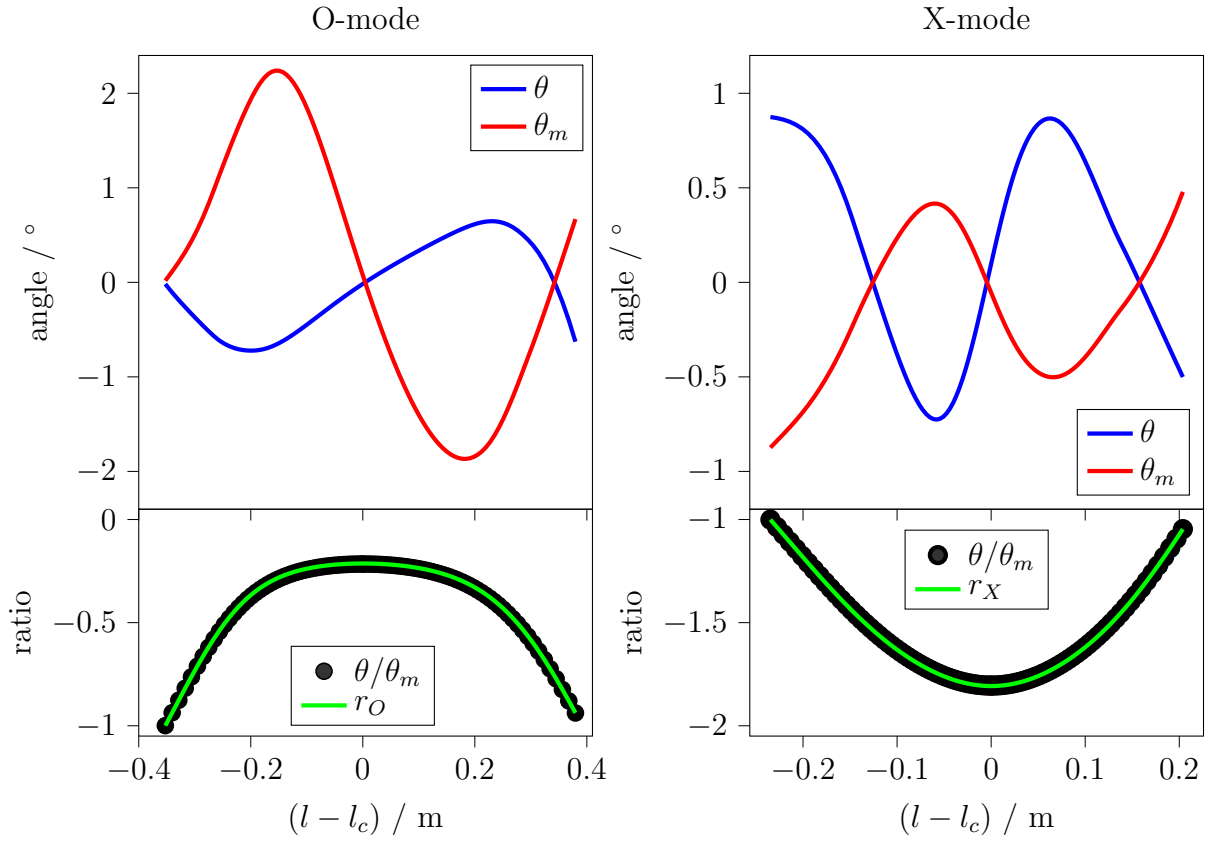 O-mode
X-mode
2
1
0
−1
−2
angle / °
θ
θm
1
0.5
0
−0.5
−1
angle / °
θ
θm
0
−0.5
−1
ratio
θ/θm
rO
−0.4
−0.2
0
0.2
0.4
(l − lc) / m
−1
−1.5
−2
ratio
θ/θm
rX
−0.2
−0.1
0
0.1
0.2
(l − lc) / m